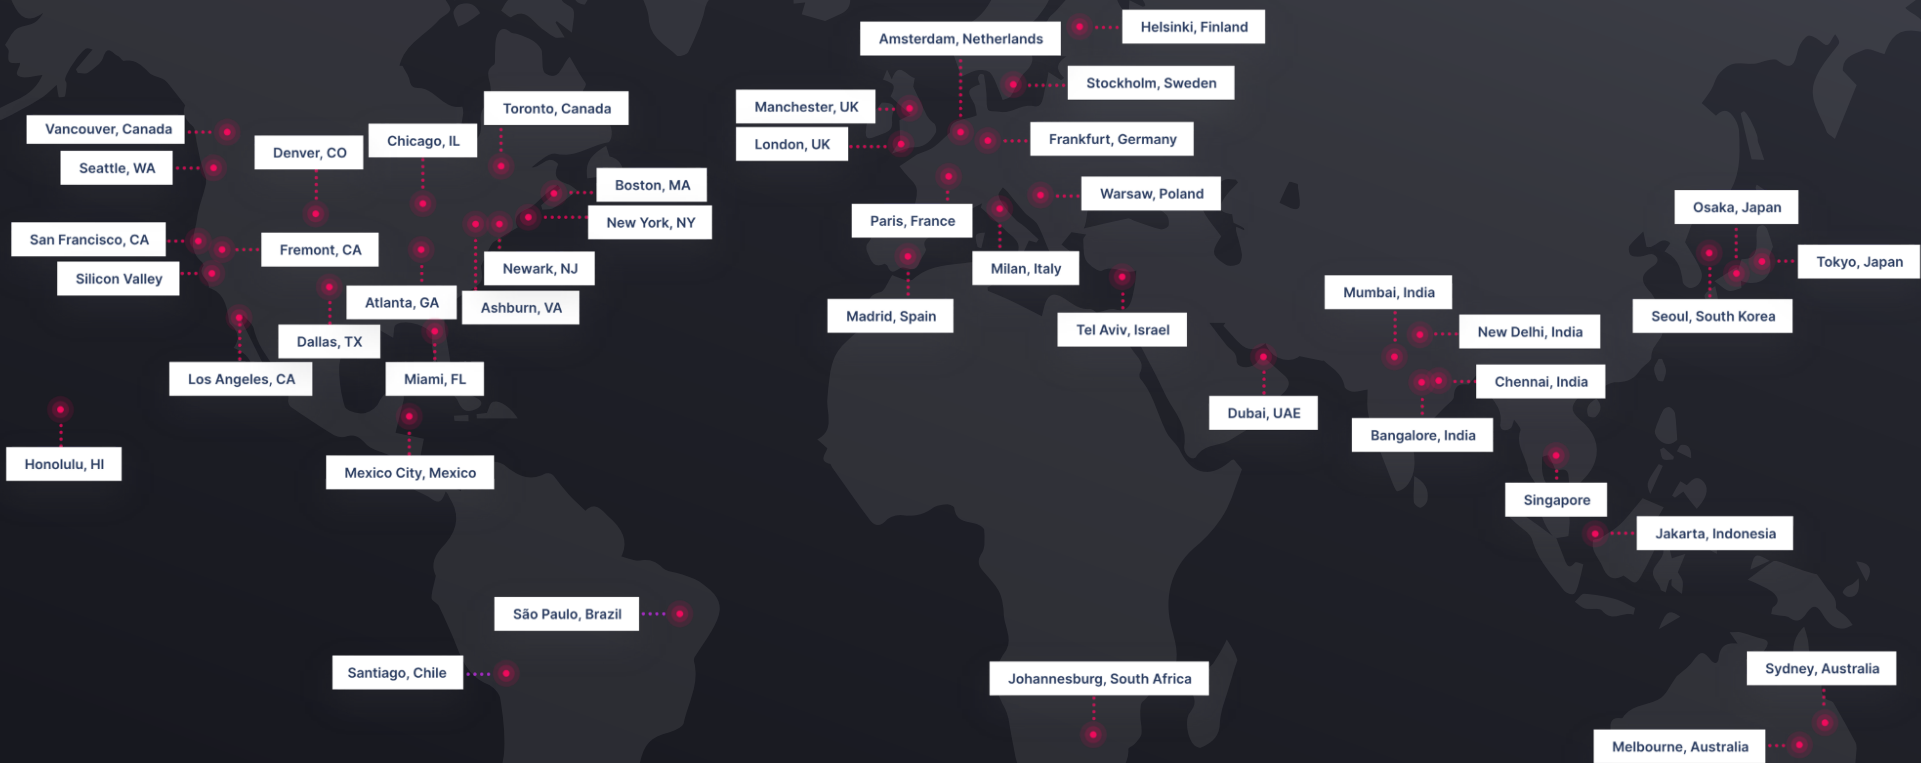 Helsinki, Finland
Amsterdam, Netherlands
Stockholm, Sweden
Manchester, UK
Toronto, Canada
Vancouver, Canada
Chicago, IL
Frankfurt, Germany
London, UK
Denver, CO
Seattle, WA
Boston, MA
Warsaw, Poland
Osaka, Japan
Paris, France
New York, NY
San Francisco, CA
Fremont, CA
Tokyo, Japan
Newark, NJ
Milan, Italy
Silicon Valley
Mumbai, India
Atlanta, GA
Ashburn, VA
Madrid, Spain
Seoul, South Korea
Tel Aviv, Israel
New Delhi, India
Dallas, TX
Los Angeles, CA
Miami, FL
Chennai, India
Dubai, UAE
Bangalore, India
Honolulu, HI
Mexico City, Mexico
Singapore
Jakarta, Indonesia
São Paulo, Brazil
Santiago, Chile
Johannesburg, South Africa
Sydney, Australia
Melbourne, Australia